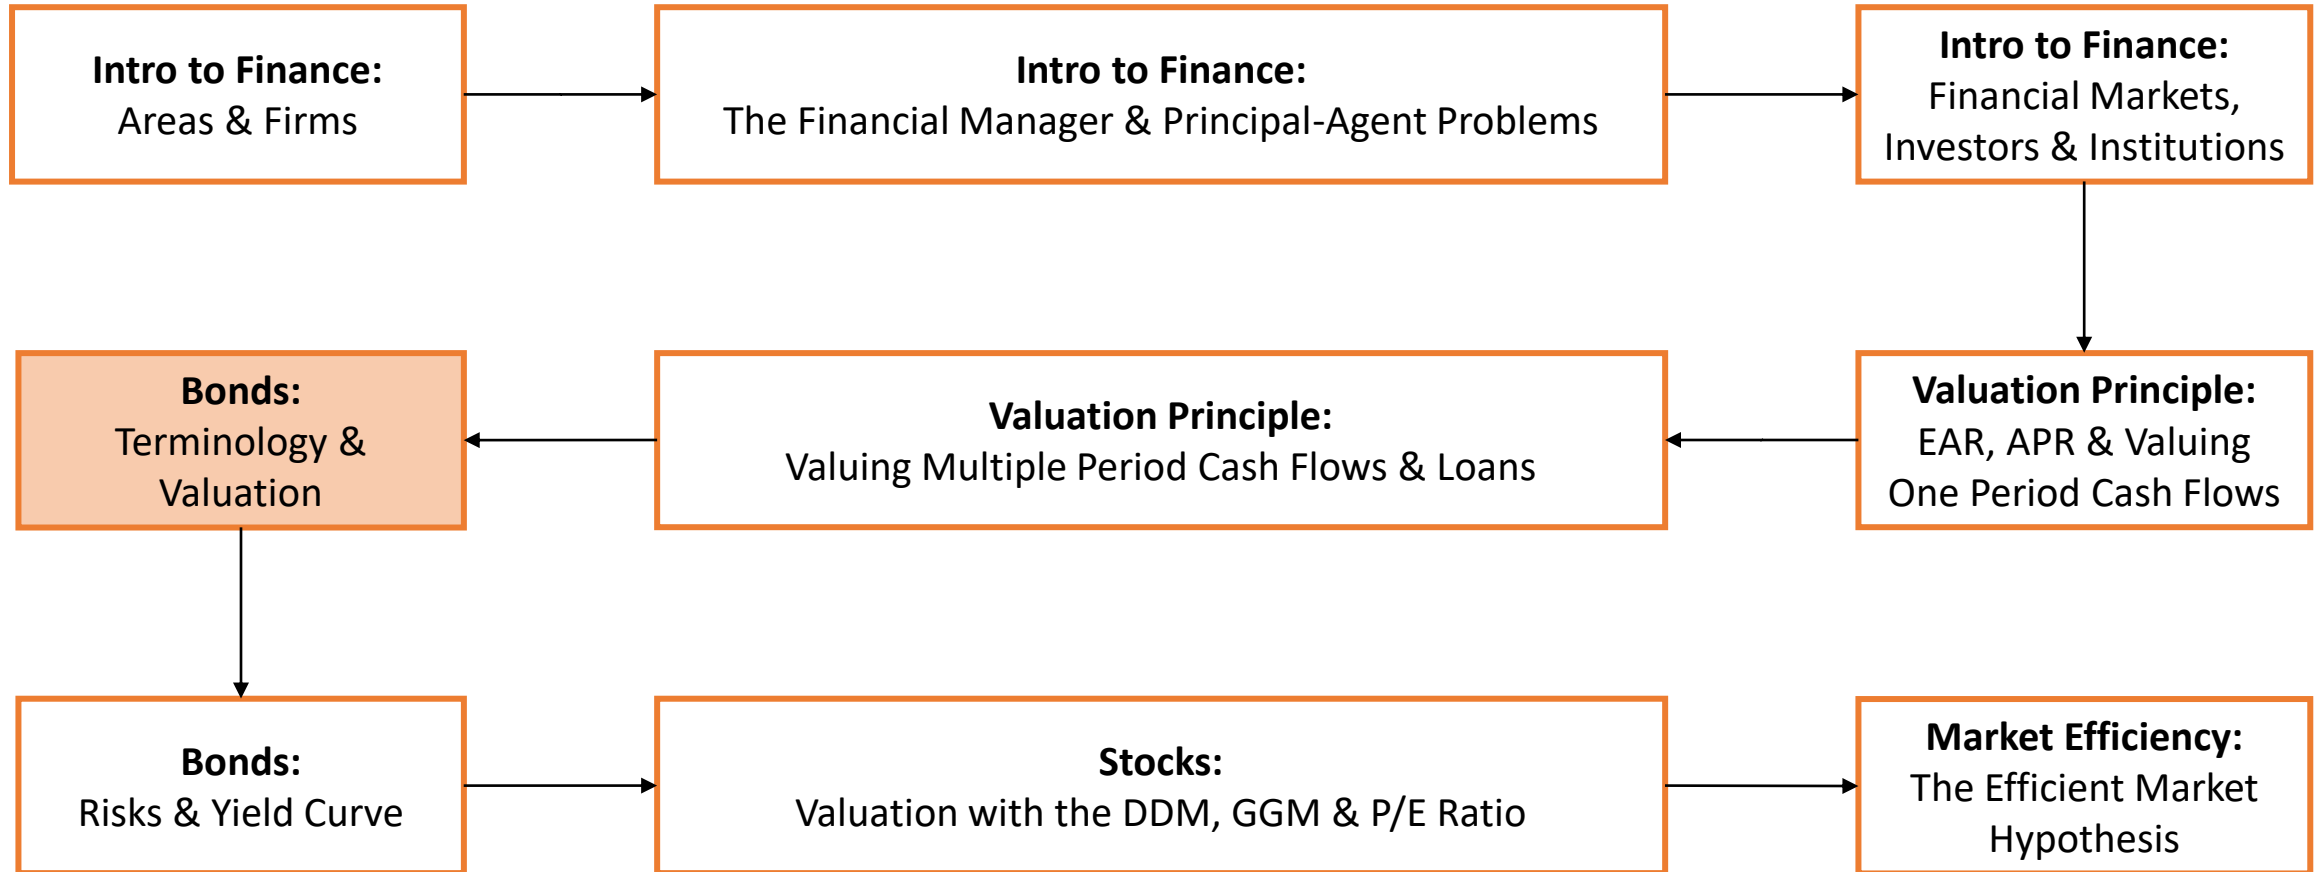 Intro to Finance:
Areas & Firms
Intro to Finance:
The Financial Manager & Principal-Agent Problems
Intro to Finance:
Financial Markets,
Investors & Institutions
Valuation Principle:
EAR, APR & Valuing
One Period Cash Flows
Valuation Principle:
Valuing Multiple Period Cash Flows & Loans
Bonds:
Terminology &
Valuation
Bonds:
Risks & Yield Curve
Stocks:
Valuation with the DDM, GGM & P/E Ratio
Market Efficiency:
The Efficient Market
Hypothesis